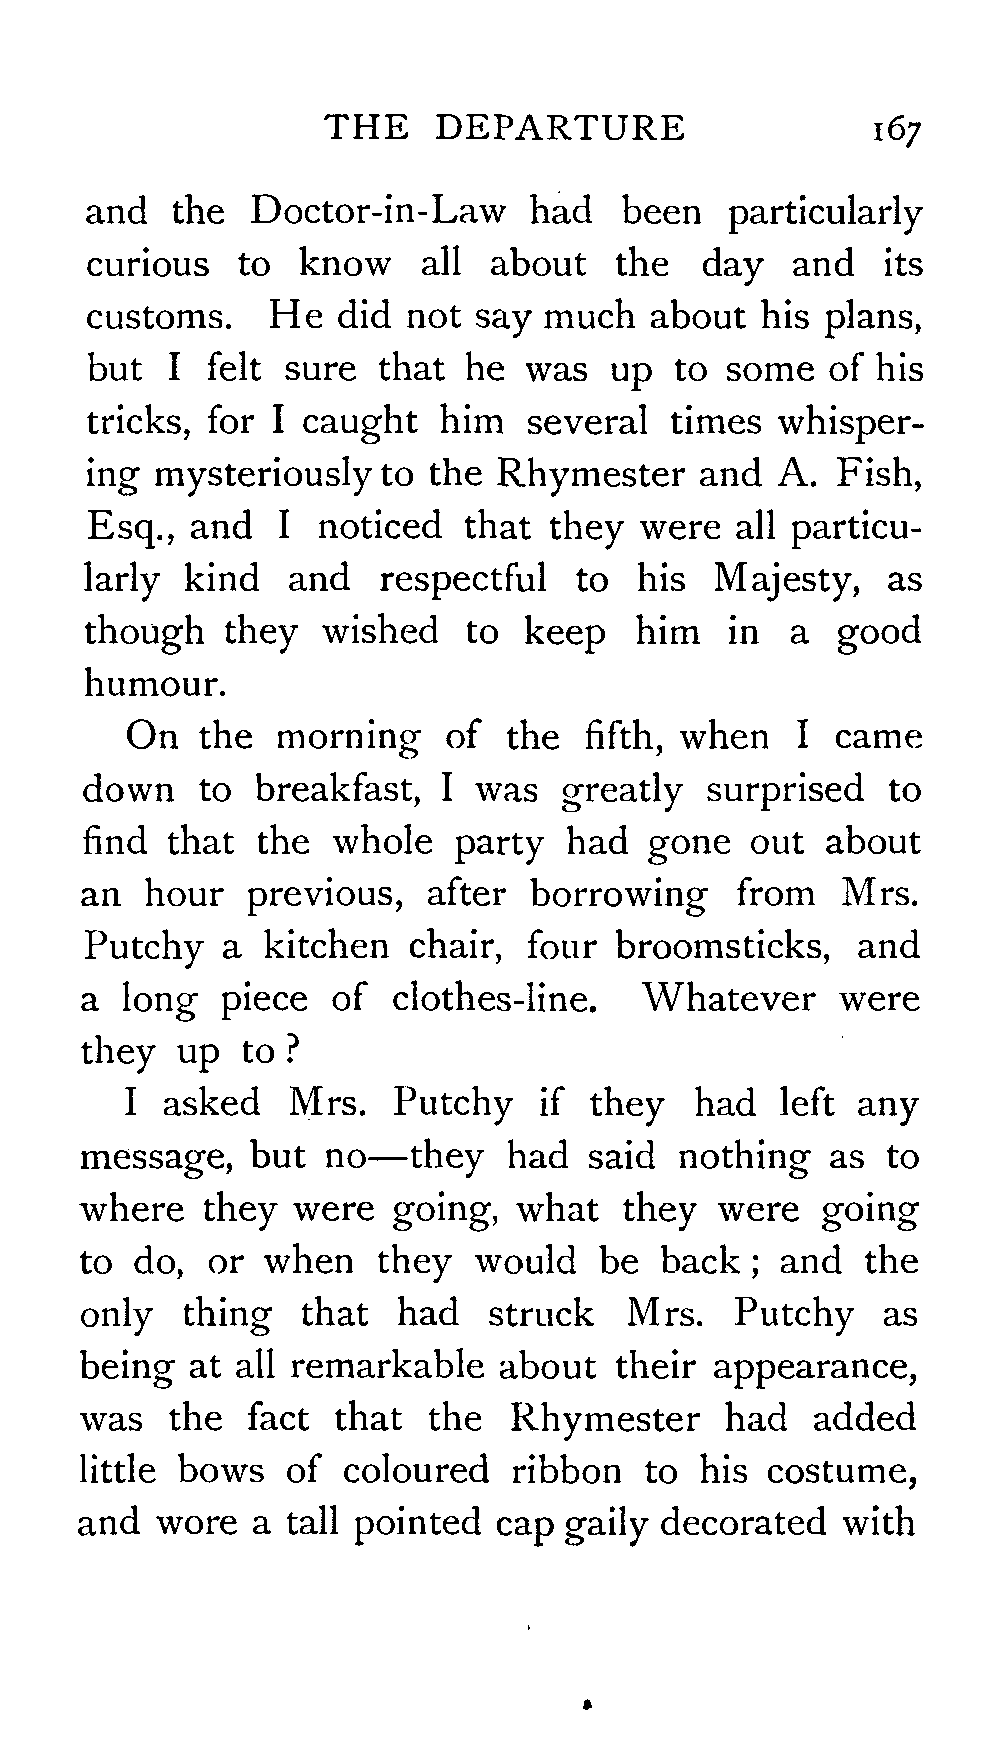 THE DEPARTURE 167
and the Doctor-in-Law had been particularly
curious to know all about the day and its
customs. He did not say much about his plans,
but I felt sure that he was up to some of his
tricks, for I caught him several times whisper-
ing mysteriously to the Rhymester and A. Fish,
Esq., and I noticed that they were all particu-
larly kind and respectful to his Majesty, as
though they wished to keep him in a good
humour.
On the morning of the fifth, when I came
down to breakfast, I was greatly surprised to
find that the whole party had gone out about
an hour previous, after borrowing from Mrs.
Putchy a kitchen chair, four broomsticks, and
a long piece of clothes-line. Whatever were
they up to ?
I asked Mrs. Putchy if they had left any
message, but no—they had said nothing as to
where they were going, what they were going
to do, or when they would be back ; and the
only thing that had struck Mrs. Putchy as
being at all remarkable about their appearance,
was the fact that the Rhymester had added
little bows of coloured ribbon to his costume,
and wore a tall pointed cap gaily decorated with